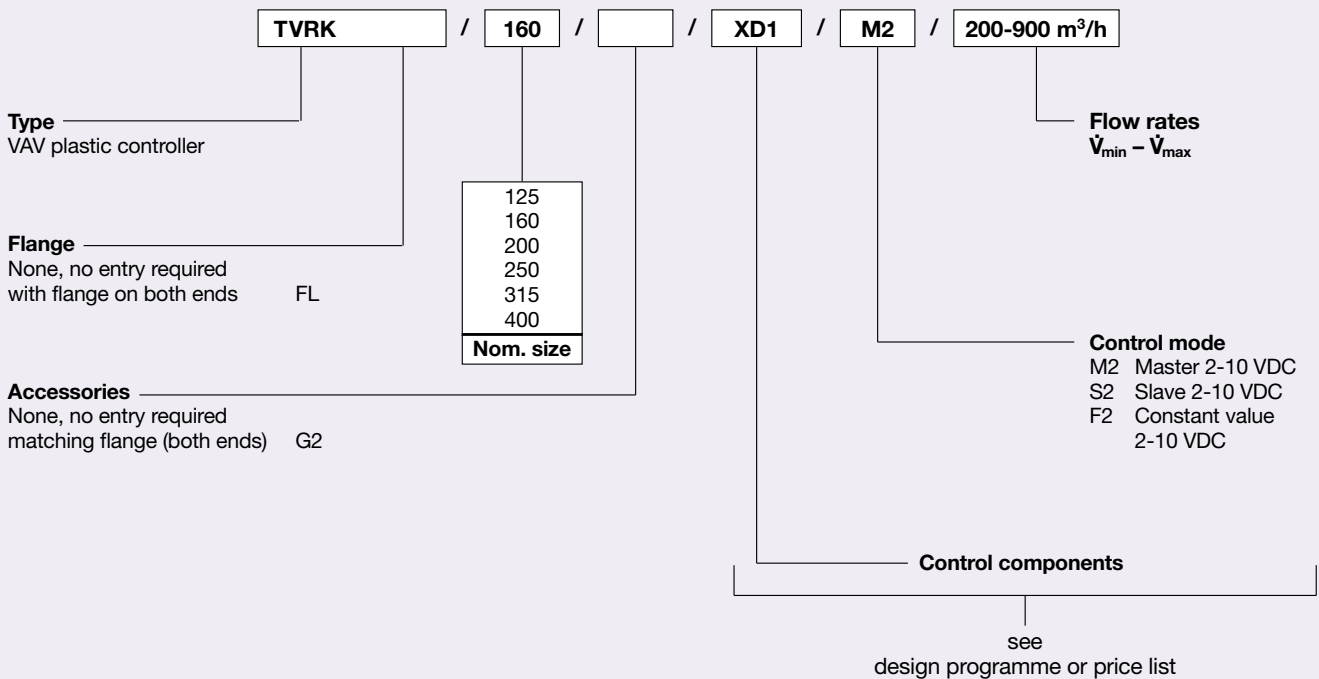 TVRK / 160 / / XD1 / M2 / 200-900 m³/h
Type
VAV plastic controller
Flange
None, no entry required
with flange on both ends FL
Accessories
None, no entry required
matching flange (both ends) G2
125
160
200
250
315
400
Nom. size
Flow rates
V̇min – V̇max
Control mode
M2 Master 2-10 VDC
S2 Slave 2-10 VDC
F2 Constant value
2-10 VDC
Control components
see
design programme or price list